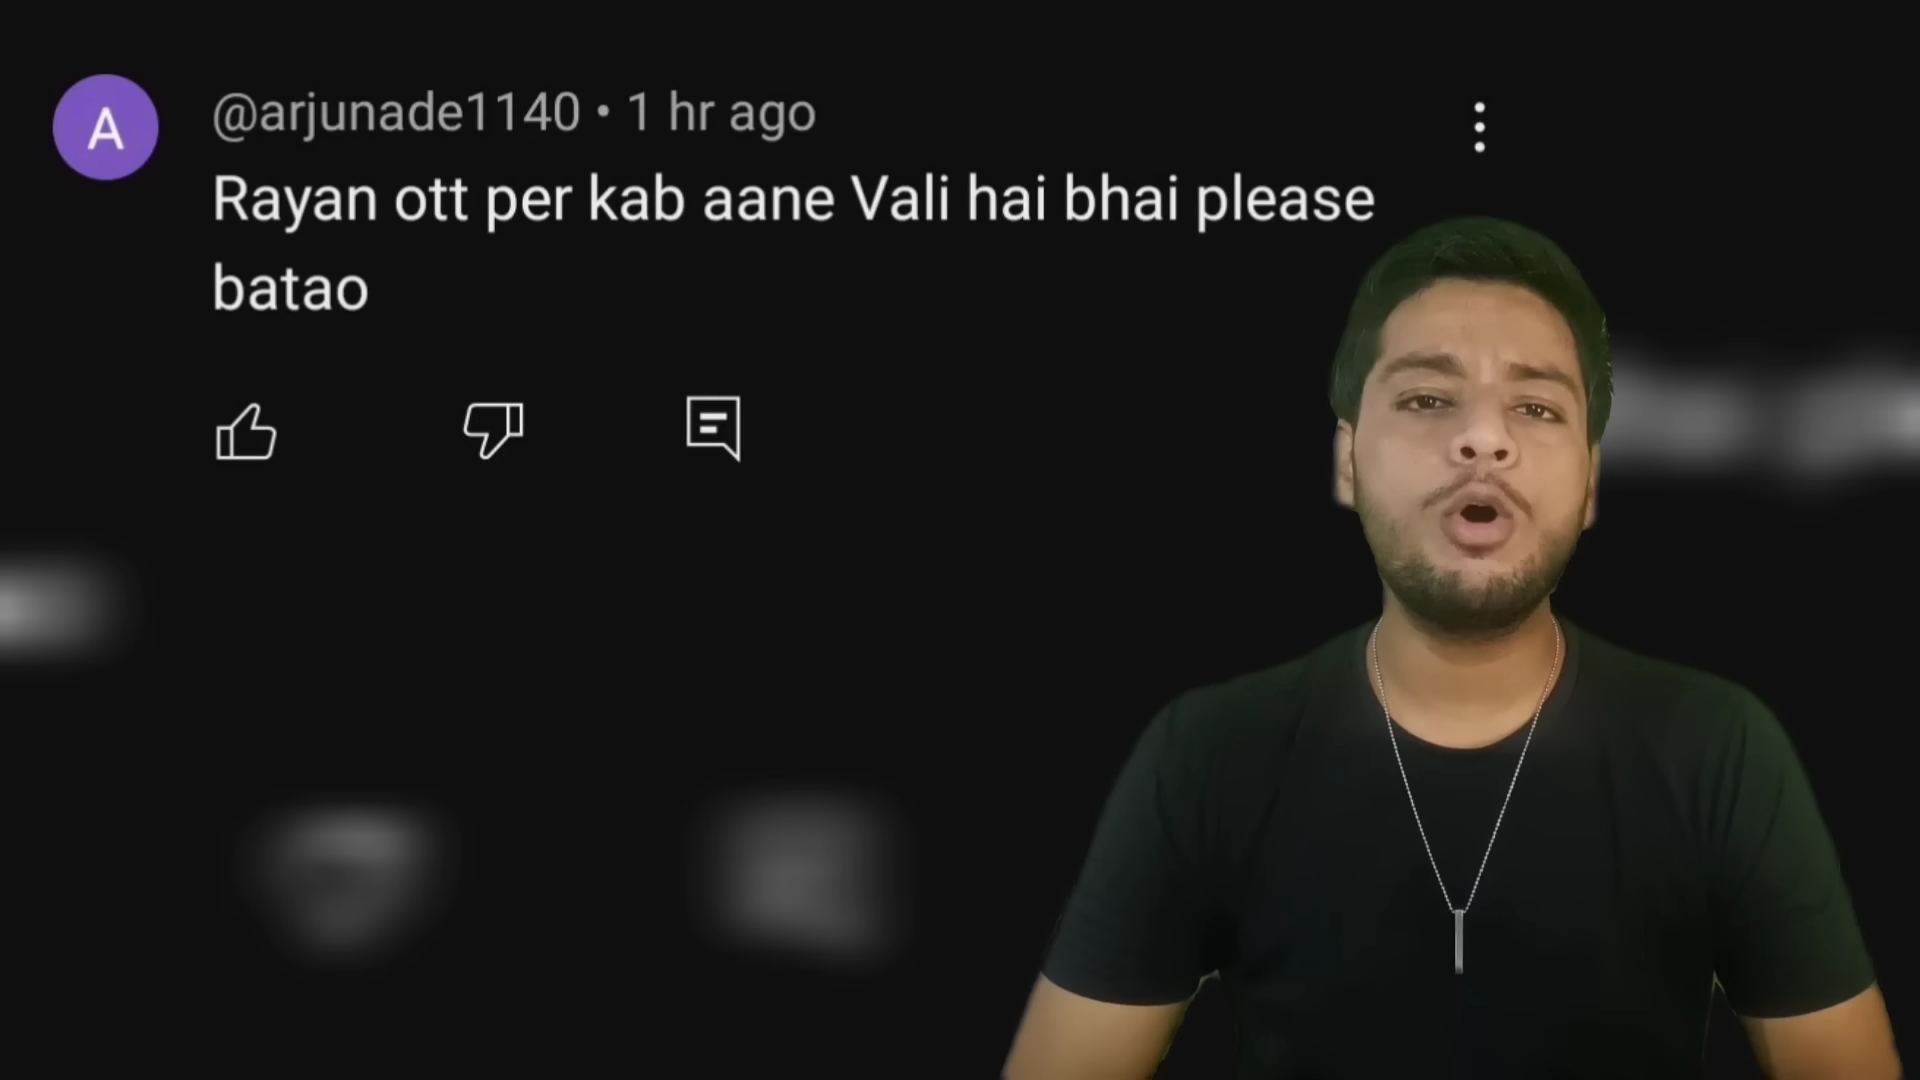 A
@arjunade1140 • 1 hr ago
Rayan ott per kab aane Vali hai bhai please
batao